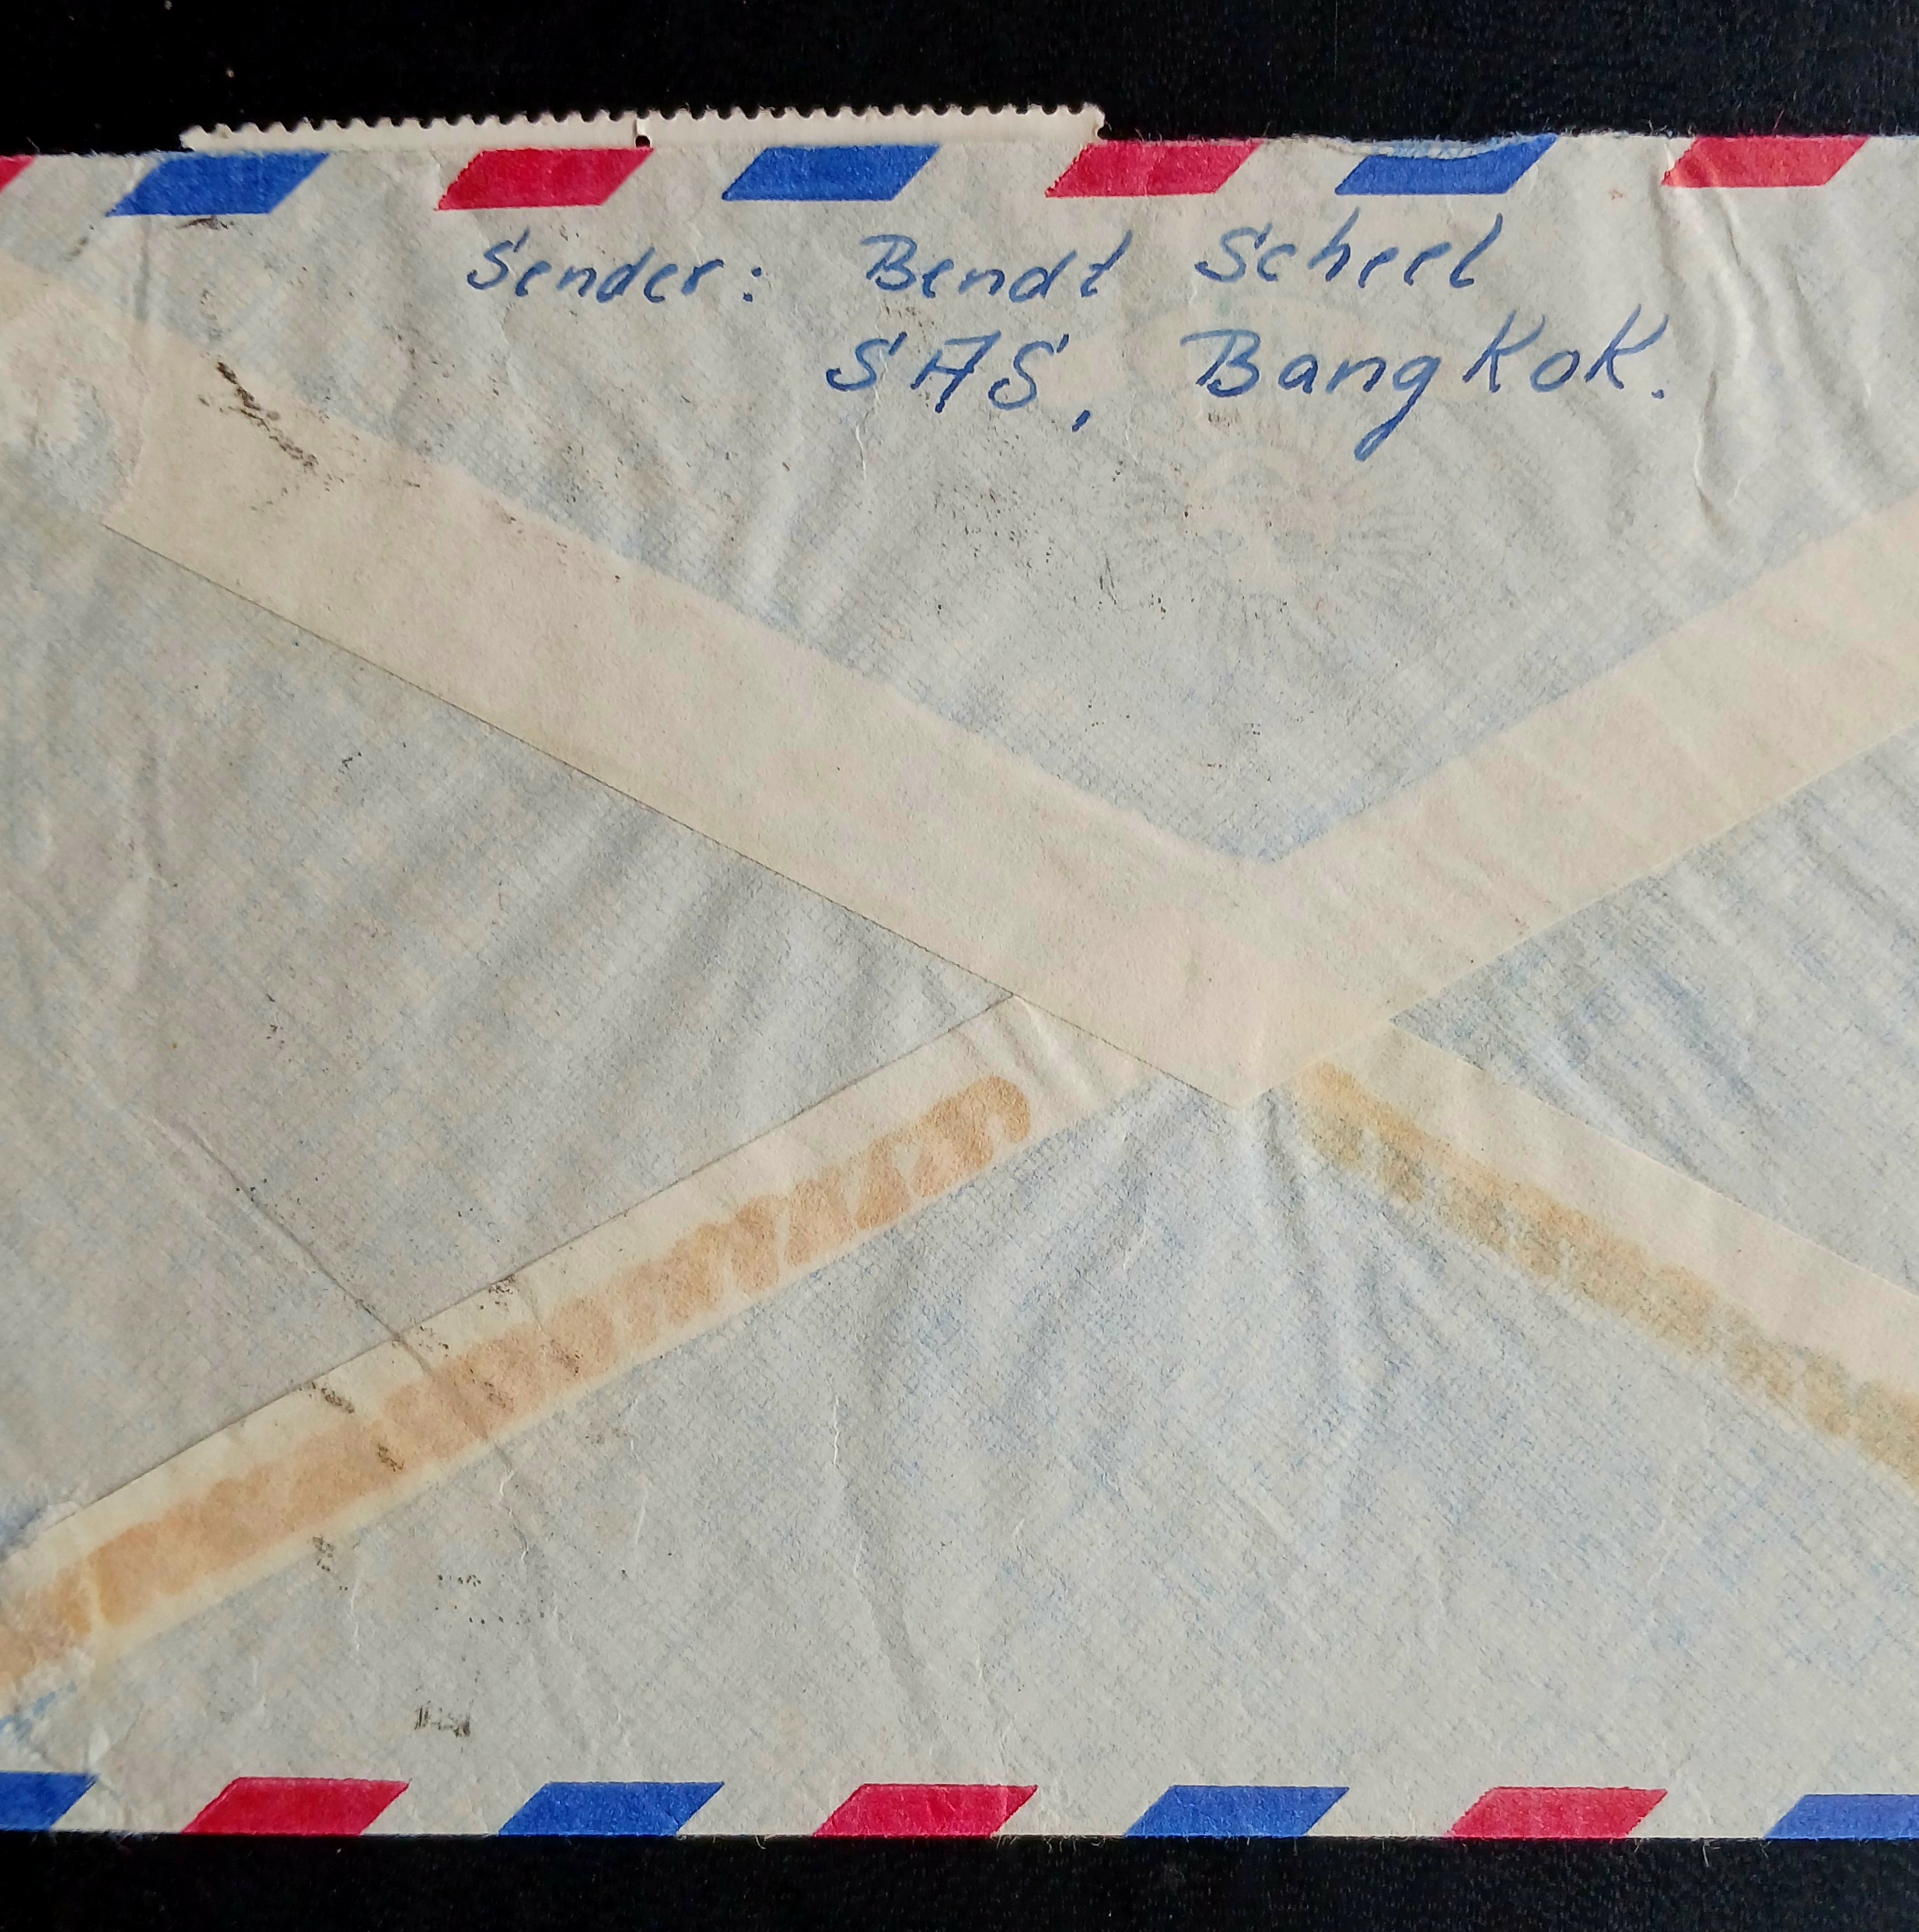 Sender: Bendt Scheel
SAS, Bangkok.